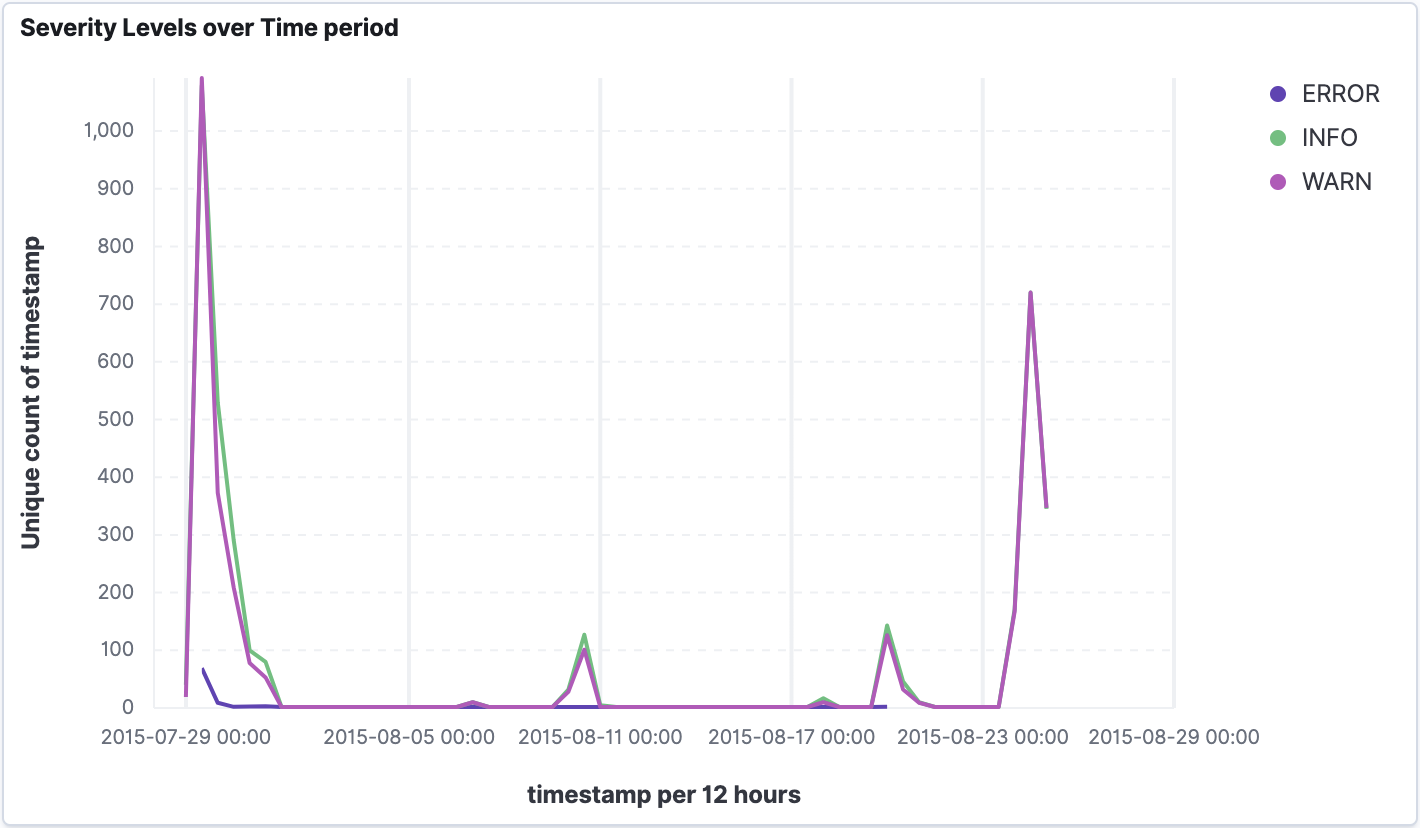 Severity Levels over Time period
ERROR
INFO
WARN
Unique count of timestamp
1,000
900
800
700
600
500
400
300
200
100
0
2015-07-29 00:00 2015-08-05 00:00 2015-08-11 00:00 2015-08-17 00:00 2015-08-23 00:00 2015-08-29 00:00
timestamp per 12 hours